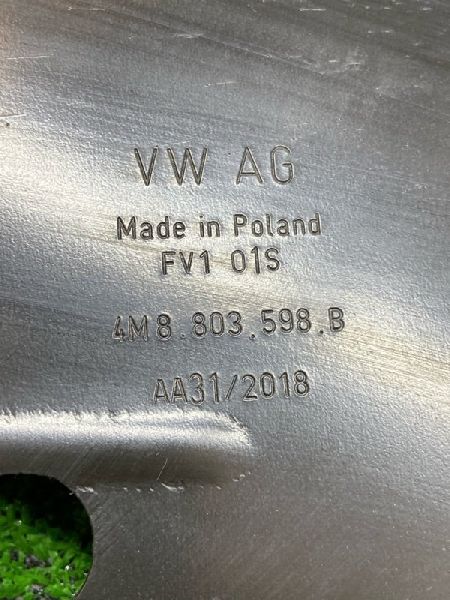 VW AG
Made in Poland
FV1 01S
4M8.803.598.B
AA31/2018